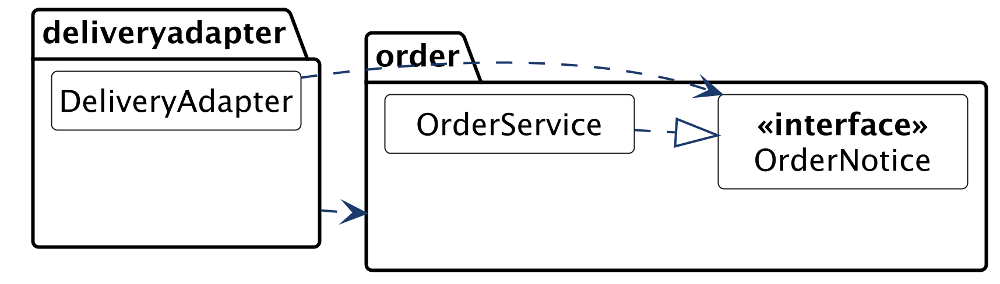 deliveryadapter
DeliveryAdapter
order
OrderService
«interface»
OrderNotice